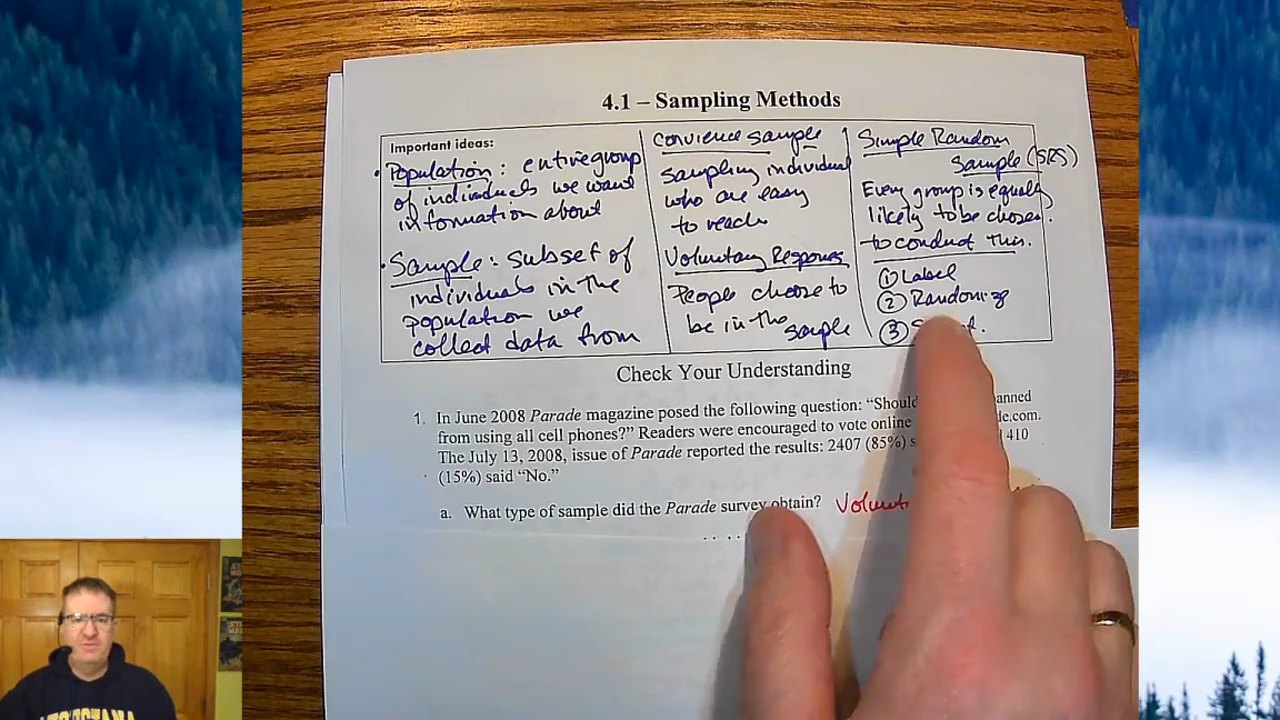 4.1 – Sampling Methods
Important ideas:
• Population: entire group
of individuals we want
information about
• Sample: subset of
individuals in the
population we
collect data from
Convience sample
sampling individual
who are easy
to reach
Voluntary Response
People choose to
be in the
sample
Simple Random
Sample (SRS)
Every group is equally
likely to be chosen.
to conduct this.
① Label
② Randomize
③
Check Your Understanding
1. In June 2008 Parade magazine posed the following question: “Should
from using all cell phones?” Readers were encouraged to vote online
The July 13, 2008, issue of Parade reported the results: 2407 (85%) 410
(15%) said “No.”
a. What type of sample did the Parade survey obtain?